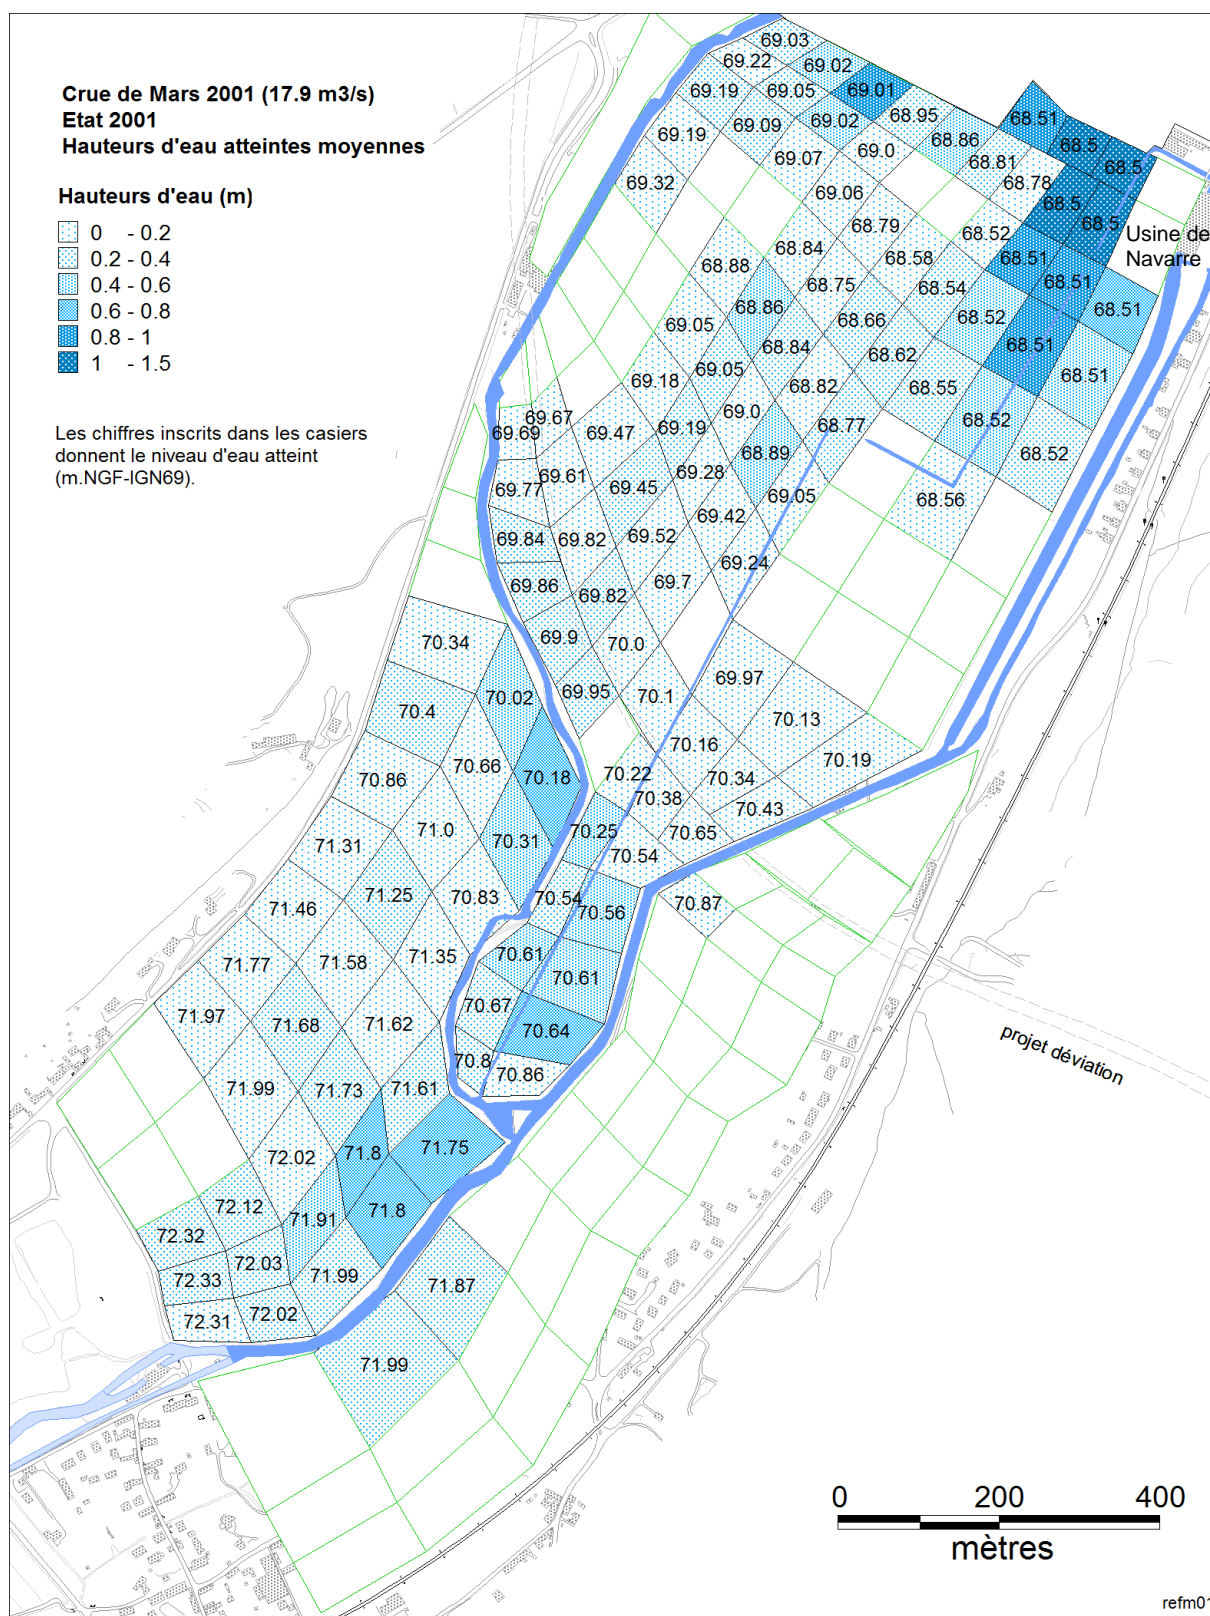 Crue de Mars 2001 (17.9 m3/s)
Etat 2001
Hauteurs d'eau atteintes moyennes
Hauteurs d'eau (m)
0 - 0.2
0.2 - 0.4
0.4 - 0.6
0.6 - 0.8
0.8 - 1
1 - 1.5
Les chiffres inscrits dans les casiers
donnent le niveau d'eau atteint
(m.NGF-IGN69).
69.03
69.22 69.02
69.19 69.05 69.01
68.95 68.51
69.19 69.09 69.02 68.86 68.5
69.07 69.0 68.81 68.5
69.32 69.06 68.78 68.5
68.79 68.52 68.5
Usine de
Navarre
68.88 68.84 68.58 68.51
68.86 68.75 68.54 68.51 68.51
69.05 68.84 68.66 68.52 68.51
69.18 69.05 68.82 68.62 68.55 68.51
69.67 69.0 68.77 68.52
69.69 69.47 69.19 68.89 68.52
69.77 69.61 69.45 69.28 69.05 68.56
69.84 69.82 69.52 69.42
69.86 69.82 69.7 69.24
70.34 69.9 70.0
70.02 69.95 70.1 69.97
70.4 70.13
70.86 70.66 70.18 70.22 70.16 70.19
70.38 70.34
71.31 71.0 70.31 70.25 70.65 70.43
70.54
71.46 71.25 70.83 70.54 70.56 70.87
71.77 71.58 71.35 70.61 70.61
71.97 71.68 71.62 70.67 70.64
70.8 70.86
projet déviation
71.99 71.73 71.61
72.02 71.8 71.75
72.12 71.91 71.8
72.32
72.33 72.03 71.99 71.87
72.31 72.02
71.99
0 200 400
mètres
refm01